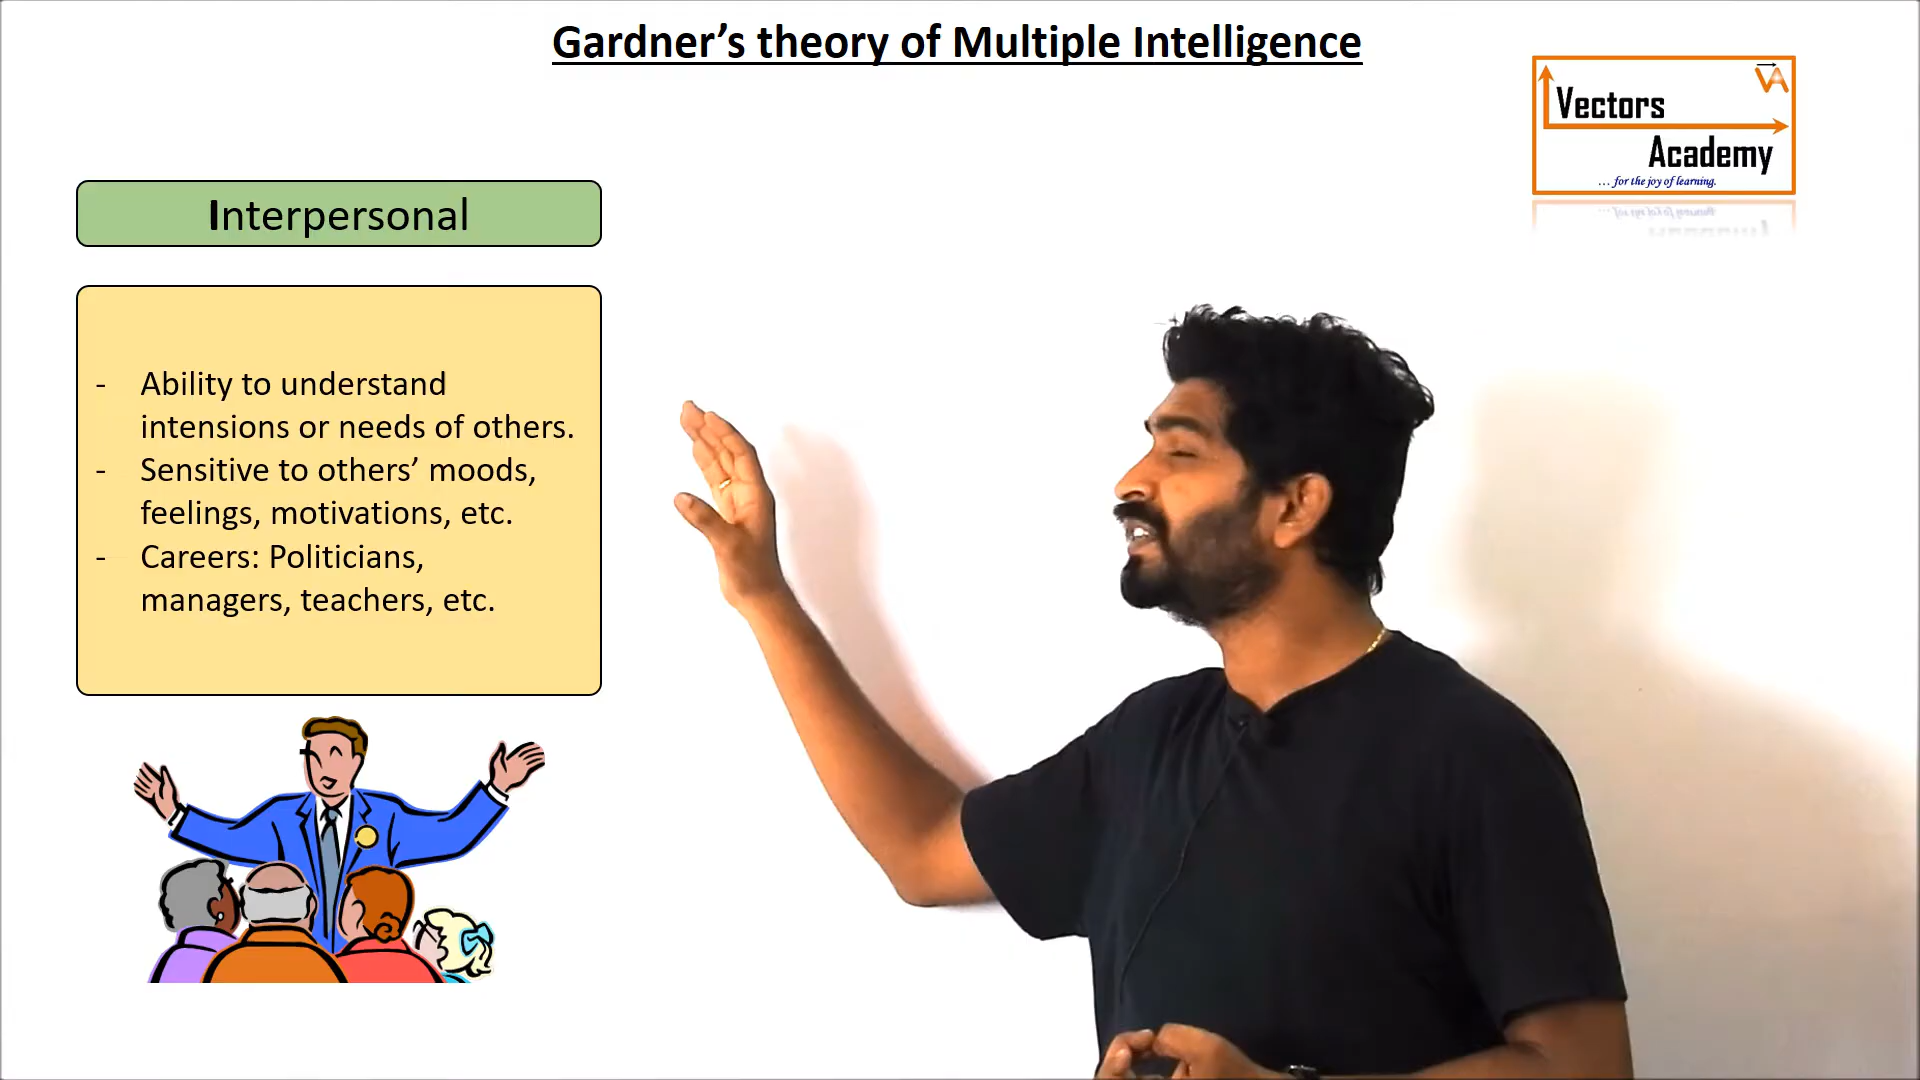 Gardner’s theory of Multiple Intelligence
VA
Vectors
Academy
... for the joy of learning.
Interpersonal
- Ability to understand
intensions or needs of others.
- Sensitive to others’ moods,
feelings, motivations, etc.
- Careers: Politicians,
managers, teachers, etc.